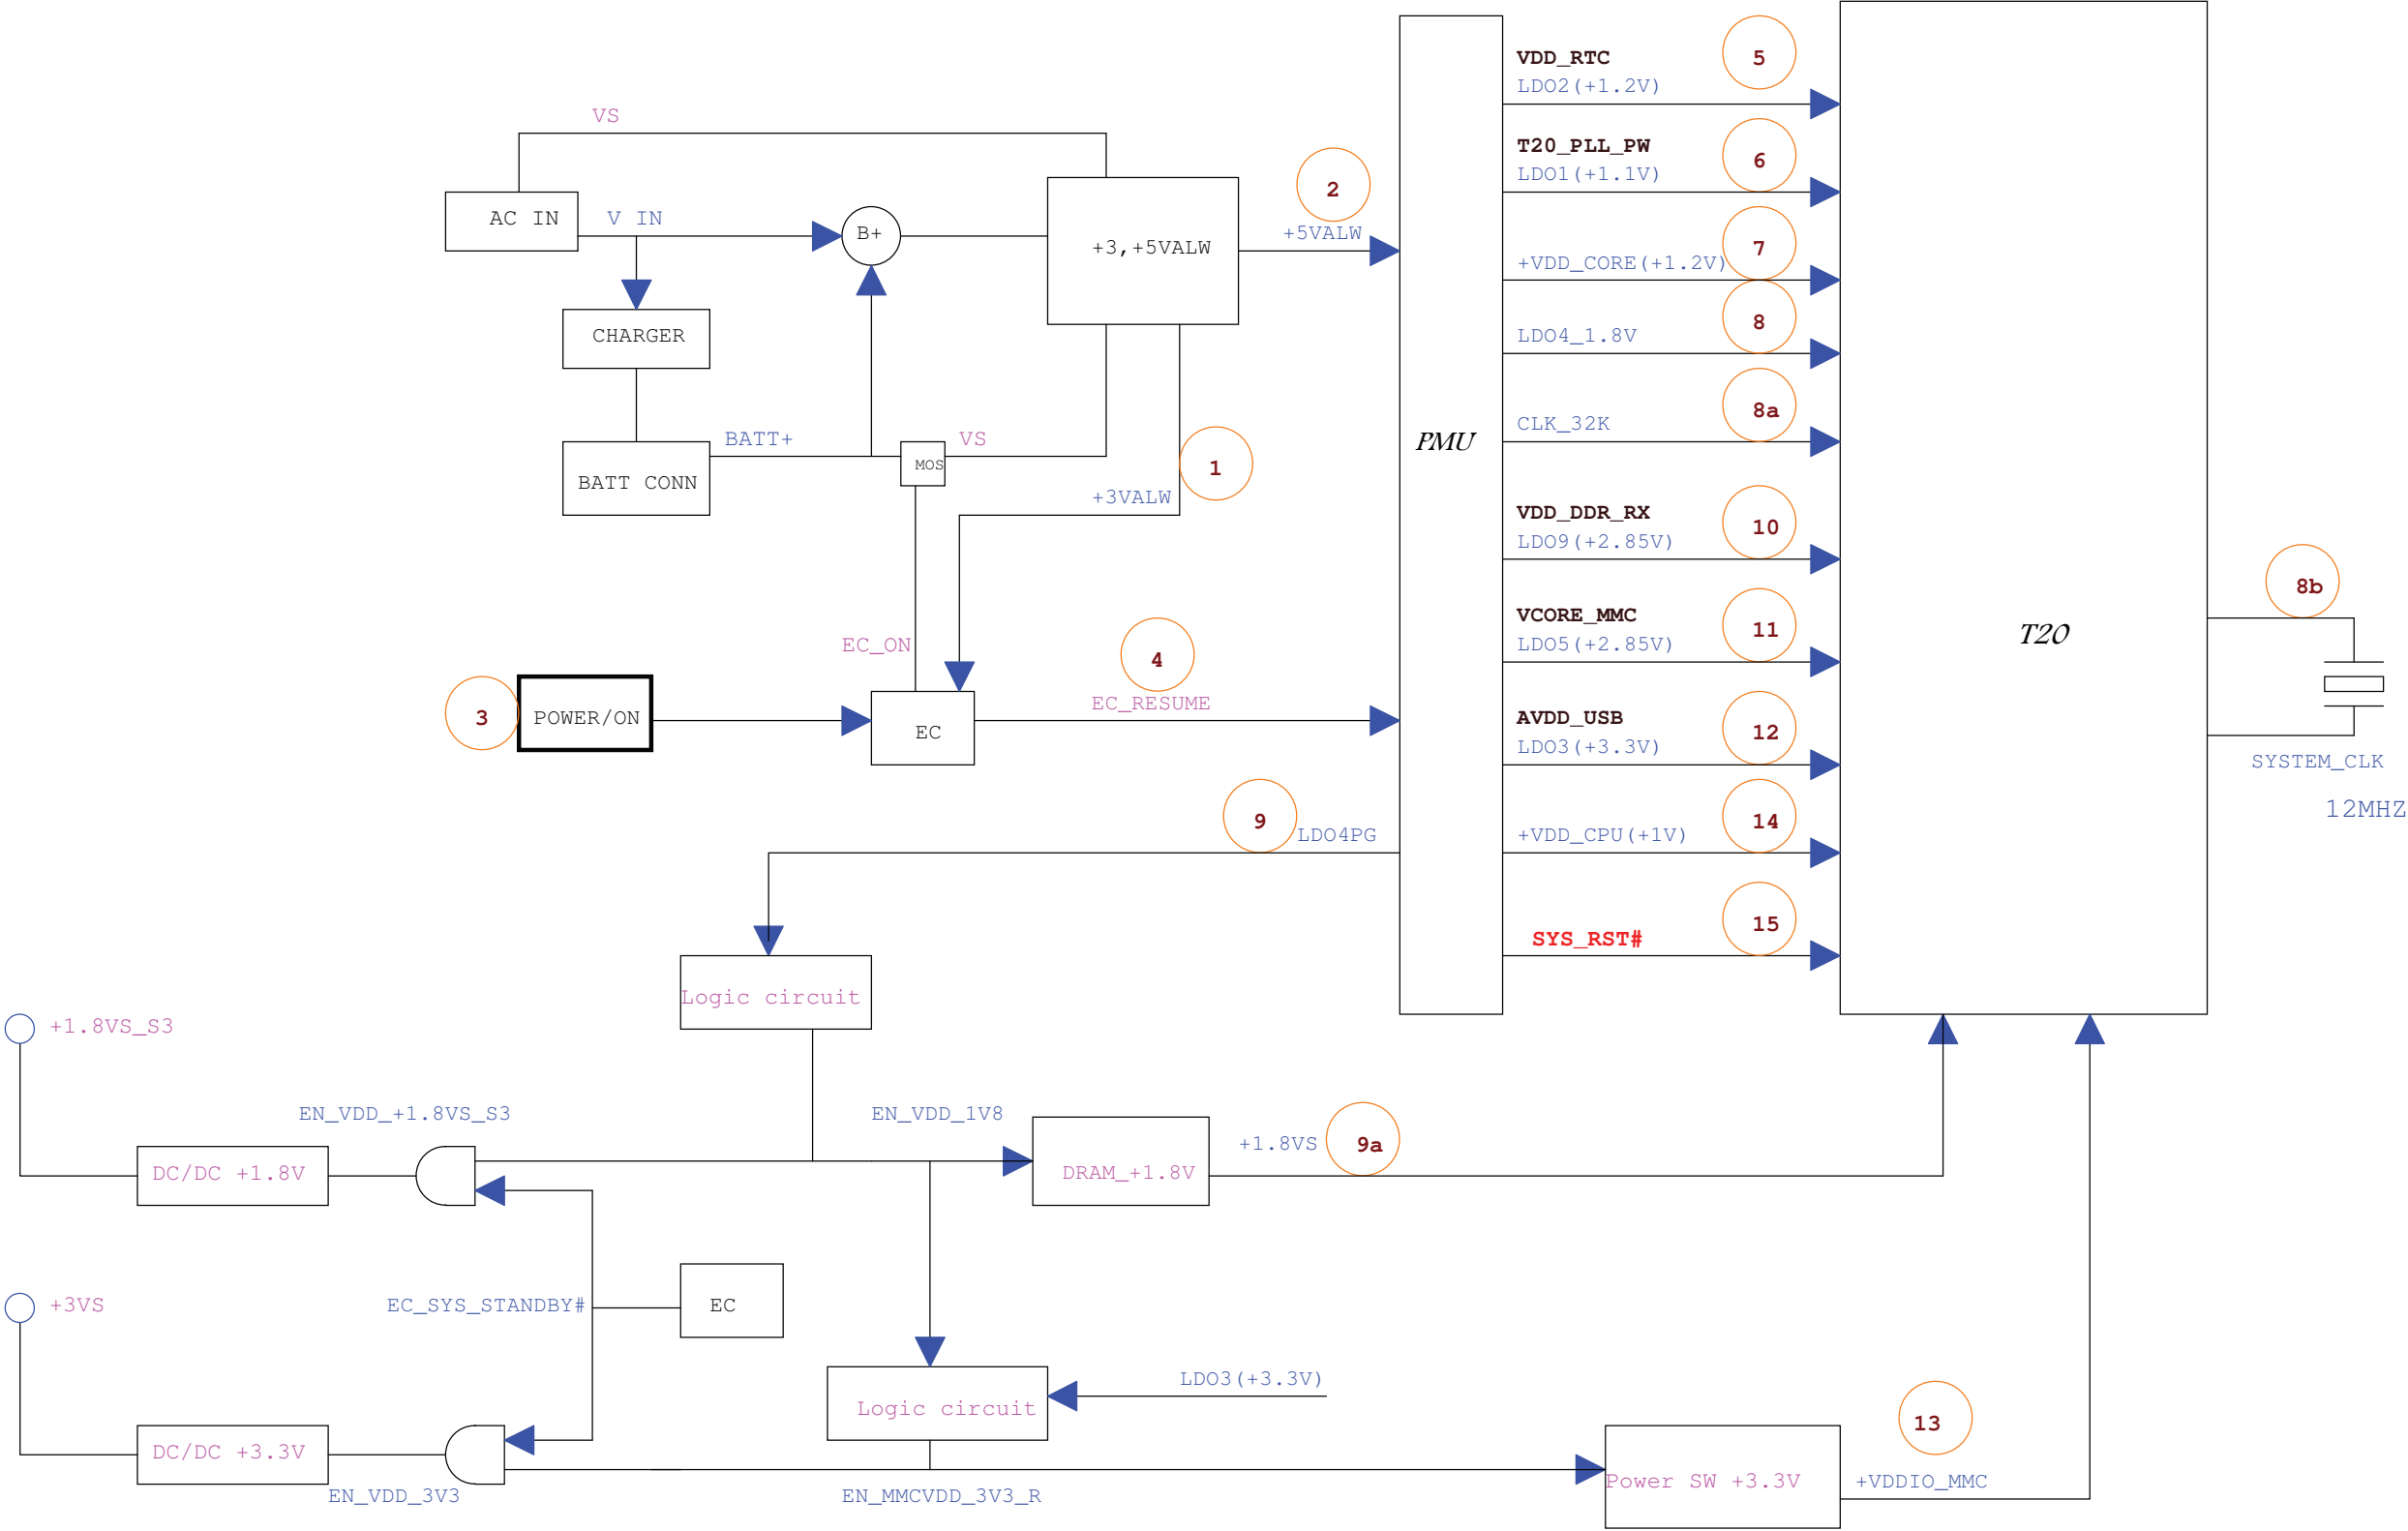 VDD_RTC
5
LDO2(+1.2V)
VS
T20_PLL_PW
6
LDO1(+1.1V)
2
AC IN
V IN
B+
+3,+5VALW
+5VALW
7
+VDD_CORE(+1.2V)
CHARGER
8
LDO4_1.8V
8a
CLK_32K
PMU
BATT+
MOS
VS
1
BATT CONN
+3VALW
VDD_DDR_RX
10
LDO9(+2.85V)
8b
VCORE_MMC
11
LDO5(+2.85V)
T20
EC_ON
4
EC_RESUME
3
POWER/ON
EC
AVDD_USB
12
LDO3(+3.3V)
SYSTEM_CLK
12MHZ
9
LDO4PG
14
+VDD_CPU(+1V)
15
SYS_RST#
Logic circuit
+1.8VS_S3
EN_VDD_+1.8VS_S3
EN_VDD_1V8
+1.8VS
9a
DC/DC +1.8V
DRAM_+1.8V
+3VS
EC_SYS_STANDBY#
EC
LDO3(+3.3V)
Logic circuit
13
DC/DC +3.3V
Power SW +3.3V
+VDDIO_MMC
EN_VDD_3V3
EN_MMCVDD_3V3_R